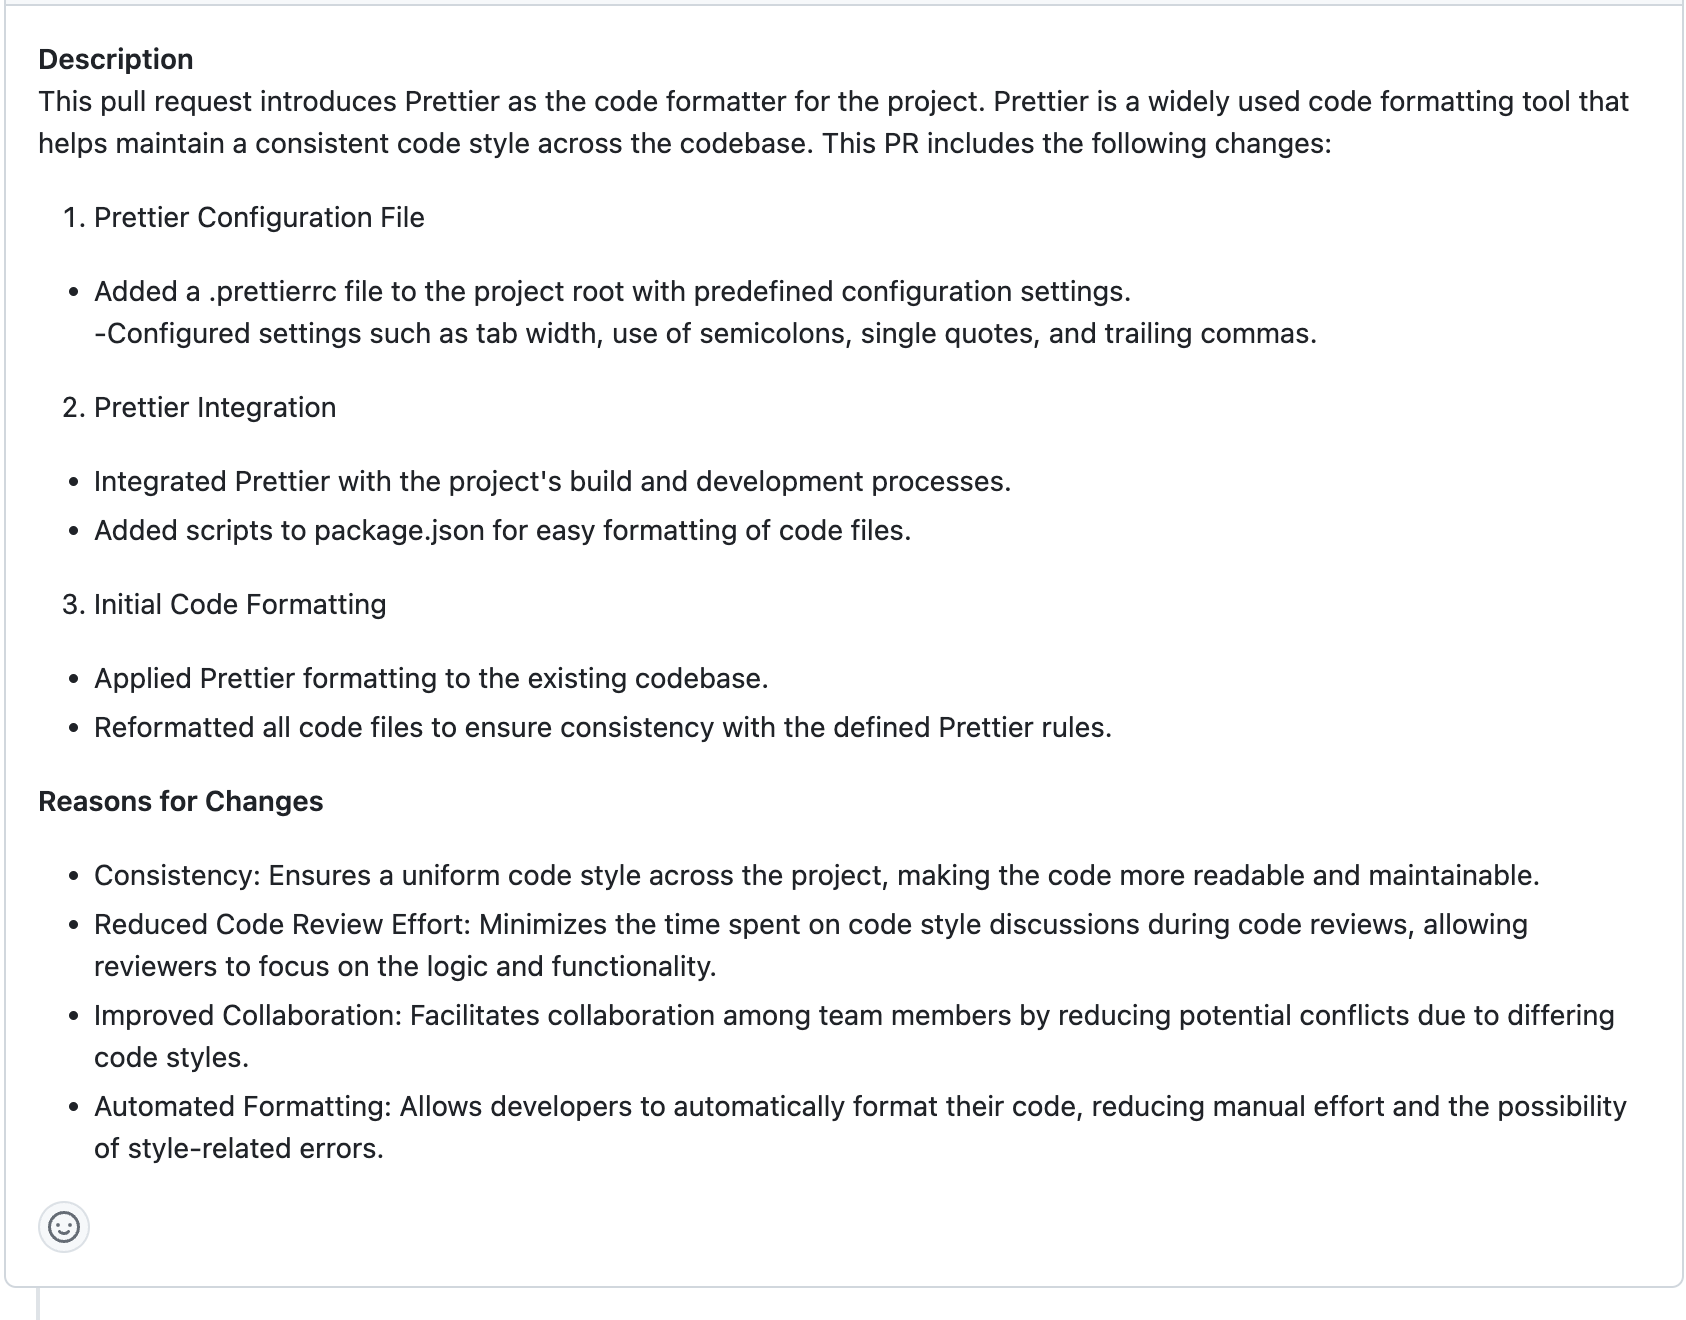 Description
This pull request introduces Prettier as the code formatter for the project. Prettier is a widely used code formatting tool that
helps maintain a consistent code style across the codebase. This PR includes the following changes:
1. Prettier Configuration File
• Added a .prettierrc file to the project root with predefined configuration settings.
-Configured settings such as tab width, use of semicolons, single quotes, and trailing commas.
2. Prettier Integration
• Integrated Prettier with the project's build and development processes.
• Added scripts to package.json for easy formatting of code files.
3. Initial Code Formatting
• Applied Prettier formatting to the existing codebase.
• Reformatted all code files to ensure consistency with the defined Prettier rules.
Reasons for Changes
• Consistency: Ensures a uniform code style across the project, making the code more readable and maintainable.
• Reduced Code Review Effort: Minimizes the time spent on code style discussions during code reviews, allowing
reviewers to focus on the logic and functionality.
• Improved Collaboration: Facilitates collaboration among team members by reducing potential conflicts due to differing
code styles.
• Automated Formatting: Allows developers to automatically format their code, reducing manual effort and the possibility
of style-related errors.